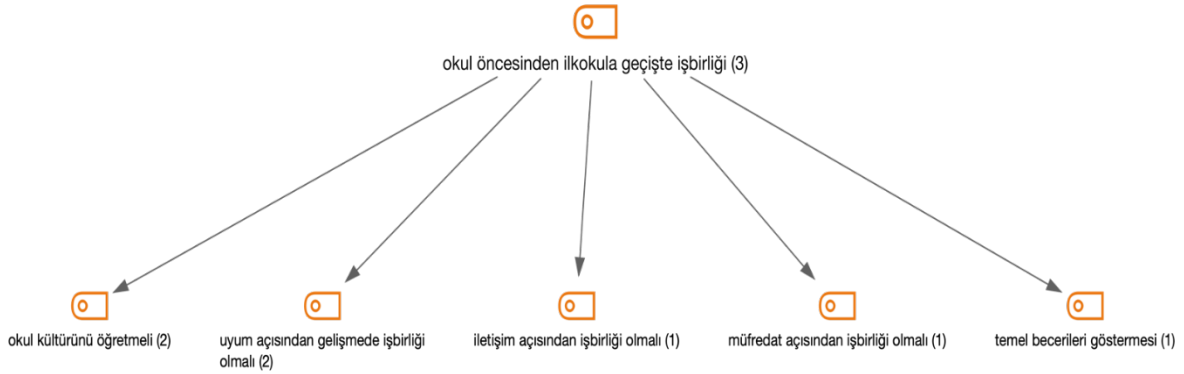 okul öncesinden ilkokula geçişte işbirliği (3)
okul kültürünü öğretmeli (2)
uyum açısından gelişmede işbirliği
olmalı (2)
iletişim açısından işbirliği olmalı (1)
müfredat açısından işbirliği olmalı (1)
temel becerileri göstermesi (1)